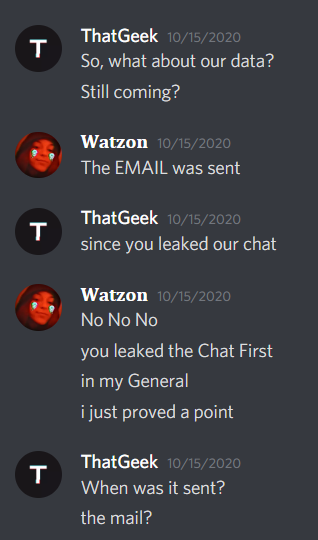 T
ThatGeek 10/15/2020
So, what about our data?
Still coming?
Watzon 10/15/2020
The EMAIL was sent
T
ThatGeek 10/15/2020
since you leaked our chat
Watzon 10/15/2020
No No No
you leaked the Chat First
in my General
i just proved a point
T
ThatGeek 10/15/2020
When was it sent?
the mail?